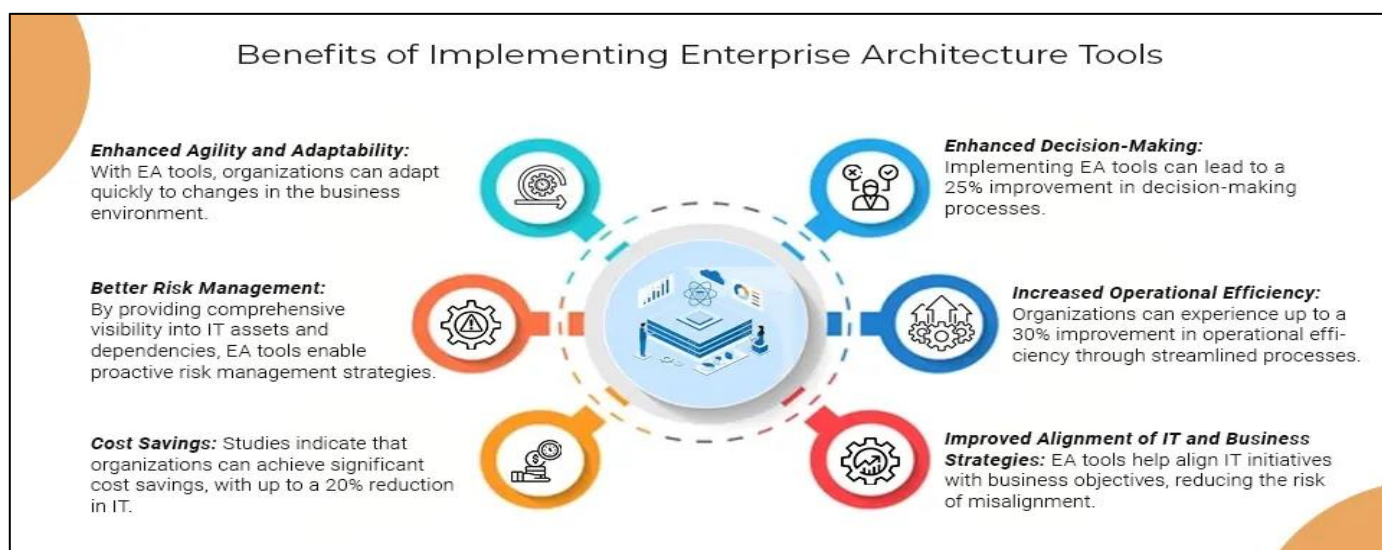 Benefits of Implementing Enterprise Architecture Tools
Enhanced Agility and Adaptability:
With EA tools, organizations can adapt
quickly to changes in the business
environment.
Better Risk Management:
By providing comprehensive
visibility into IT assets and
dependencies, EA tools enable
proactive risk management strategies.
Cost Savings: Studies indicate that
organizations can achieve significant
cost savings, with up to a 20% reduction
in IT.
Enhanced Decision-Making:
Implementing EA tools can lead to a
25% improvement in decision-making
processes.
Increased Operational Efficiency:
Organizations can experience up to a
30% improvement in operational effi-
ciency through streamlined processes.
Improved Alignment of IT and Business
Strategies: EA tools help align IT initiatives
with business objectives, reducing the risk
of misalignment.